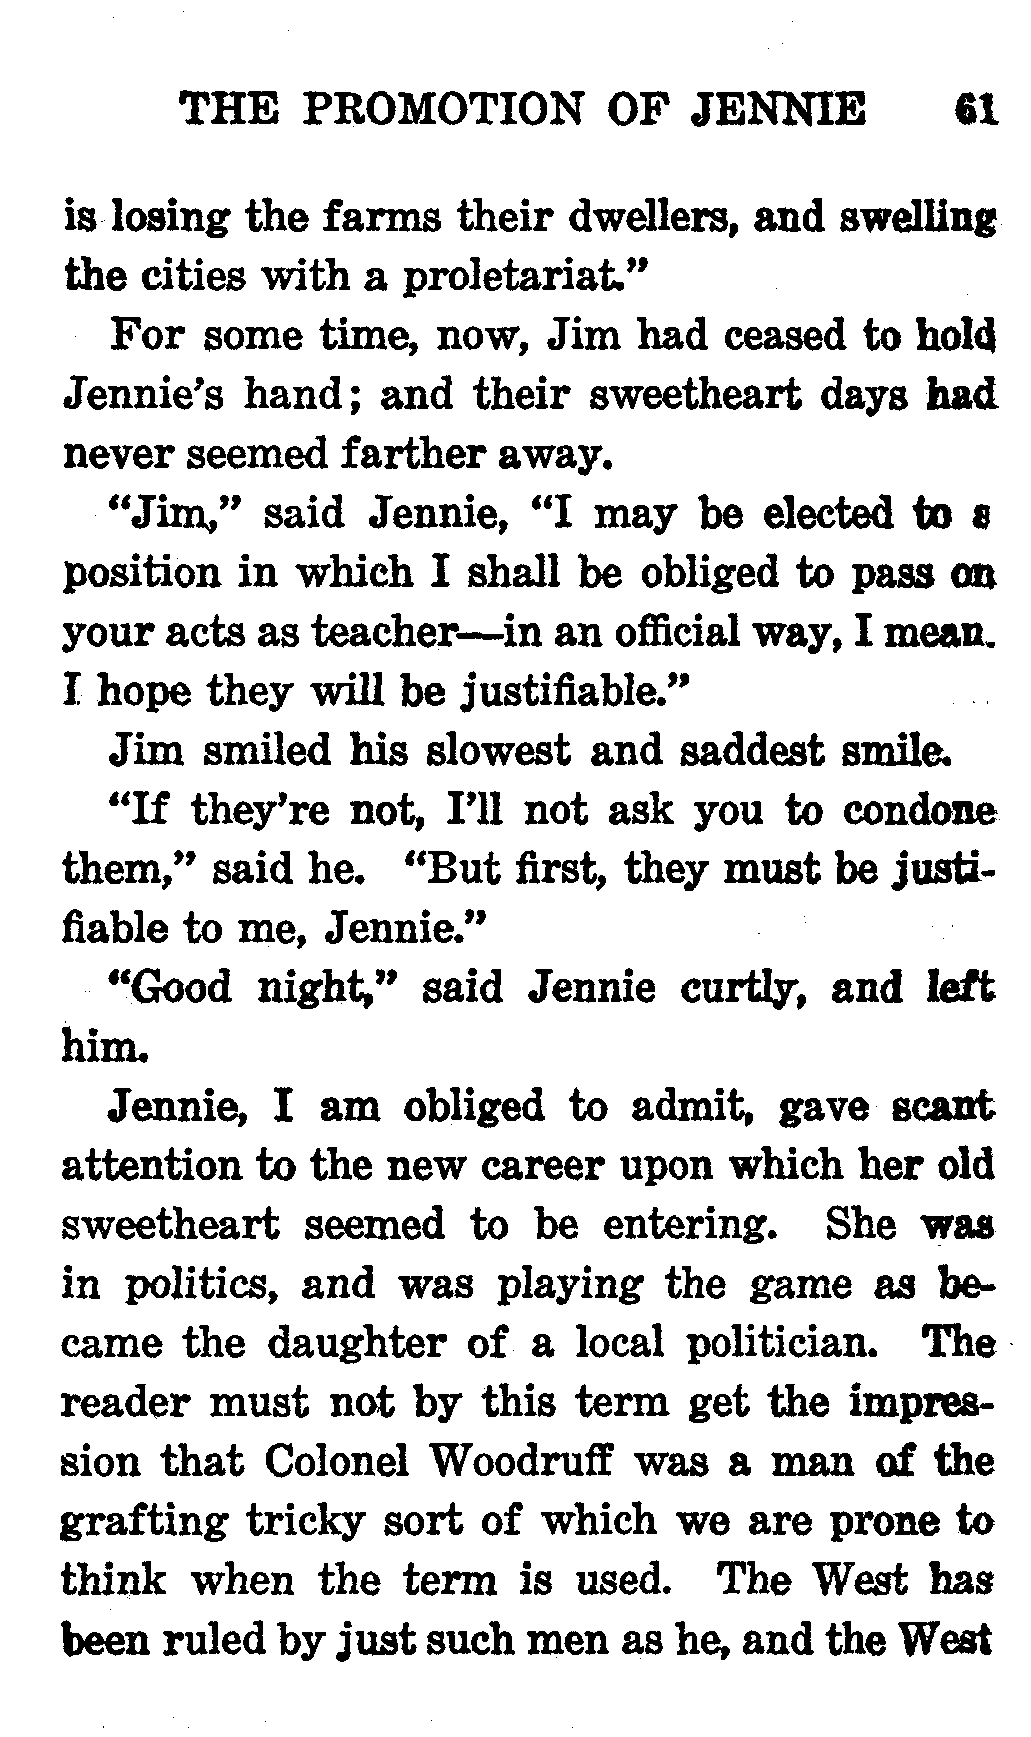 THE PROMOTION OF JENNIE 61
is losing the farms their dwellers, and swelling
the cities with a proletariat."
For some time, now, Jim had ceased to hold
Jennie's hand; and their sweetheart days had
never seemed farther away.
"Jim," said Jennie, "I may be elected to s
position in which I shall be obliged to pass on
your acts as teacher—in an official way, I mean.
I hope they will be justifiable."
Jim smiled his slowest and saddest smile.
"If they're not, I'll not ask you to condone
them," said he. "But first, they must be justi-
fiable to me, Jennie."
"Good night," said Jennie curtly, and left
him.
Jennie, I am obliged to admit, gave scant
attention to the new career upon which her old
sweetheart seemed to be entering. She was
in politics, and was playing the game as be-
came the daughter of a local politician. The
reader must not by this term get the impres-
sion that Colonel Woodruff was a man of the
grafting tricky sort of which we are prone to
think when the term is used. The West has
been ruled by just such men as he, and the West